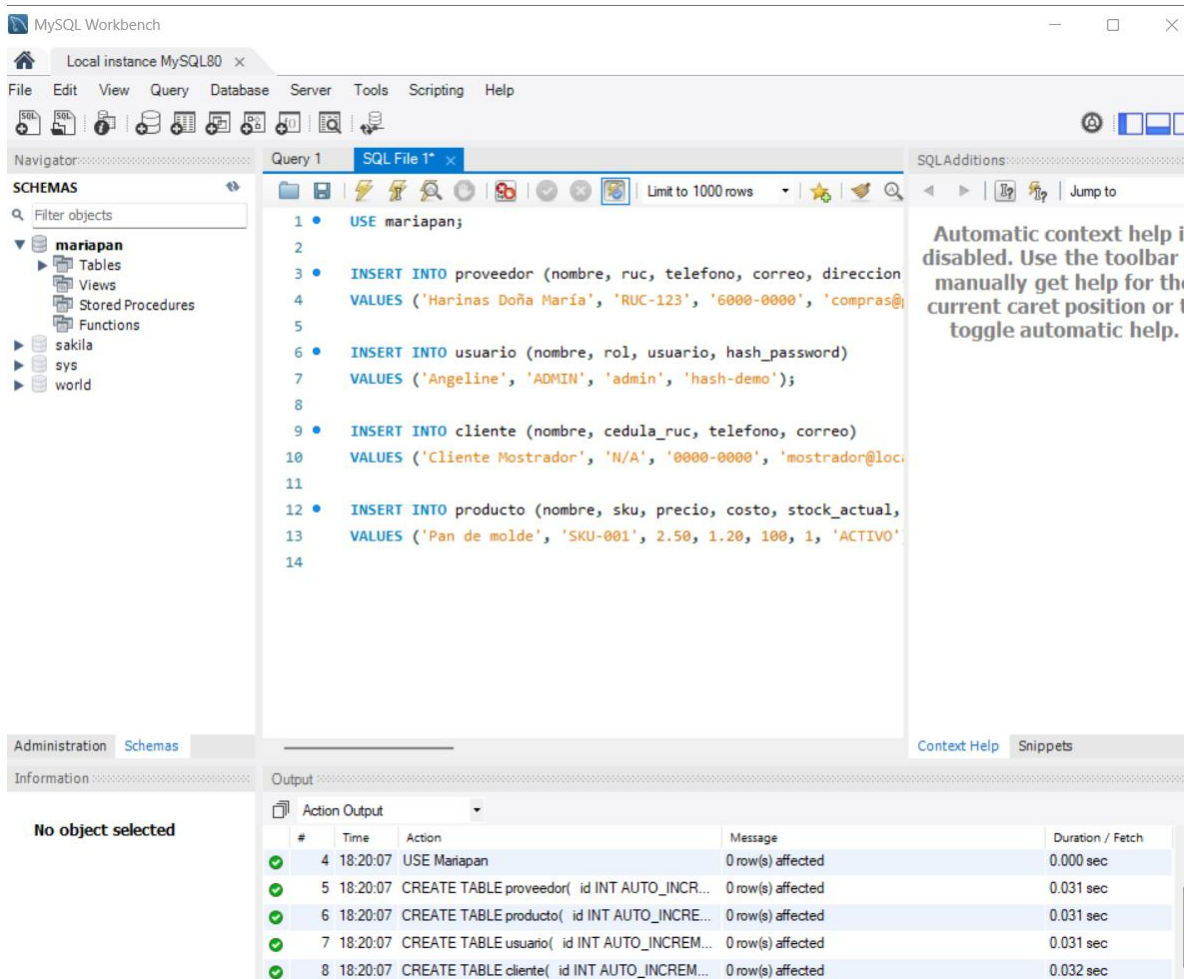 MySQL Workbench
Local instance MySQL80
File Edit View Query Database Server Tools Scripting Help
Navigator
SCHEMAS
Filter objects
mariapan
Tables
Views
Stored Procedures
Functions
sakila
sys
world
Administration Schemas
Information
No object selected
Query 1 SQL File 1*
Limit to 1000 rows
1 USE mariapan;
2
3 INSERT INTO proveedor (nombre, ruc, telefono, correo, direccion
4 VALUES ('Harinas Doña María', 'RUC-123', '6000-0000', 'compras@
5
6 INSERT INTO usuario (nombre, rol, usuario, hash_password)
7 VALUES ('Angeline', 'ADMIN', 'admin', 'hash-demo');
8
9 INSERT INTO cliente (nombre, cedula_ruc, telefono, correo)
10 VALUES ('Cliente Mostrador', 'N/A', '0000-0000', 'mostrador@loc
11
12 INSERT INTO producto (nombre, sku, precio, costo, stock_actual,
13 VALUES ('Pan de molde', 'SKU-001', 2.50, 1.20, 100, 1, 'ACTIVO'
14
SQLAdditions
Jump to
Automatic context help i
disabled. Use the toolbar
manually get help for the
current caret position or t
toggle automatic help.
Context Help Snippets
Output
Action Output
# Time Action Message Duration / Fetch
4 18:20:07 USE Mariapan 0 row(s) affected 0.000 sec
5 18:20:07 CREATE TABLE proveedor( id INT AUTO_INCR... 0 row(s) affected 0.031 sec
6 18:20:07 CREATE TABLE producto( id INT AUTO_INCRE... 0 row(s) affected 0.031 sec
7 18:20:07 CREATE TABLE usuario( id INT AUTO_INCREM... 0 row(s) affected 0.031 sec
8 18:20:07 CREATE TABLE cliente( id INT AUTO_INCREM... 0 row(s) affected 0.032 sec